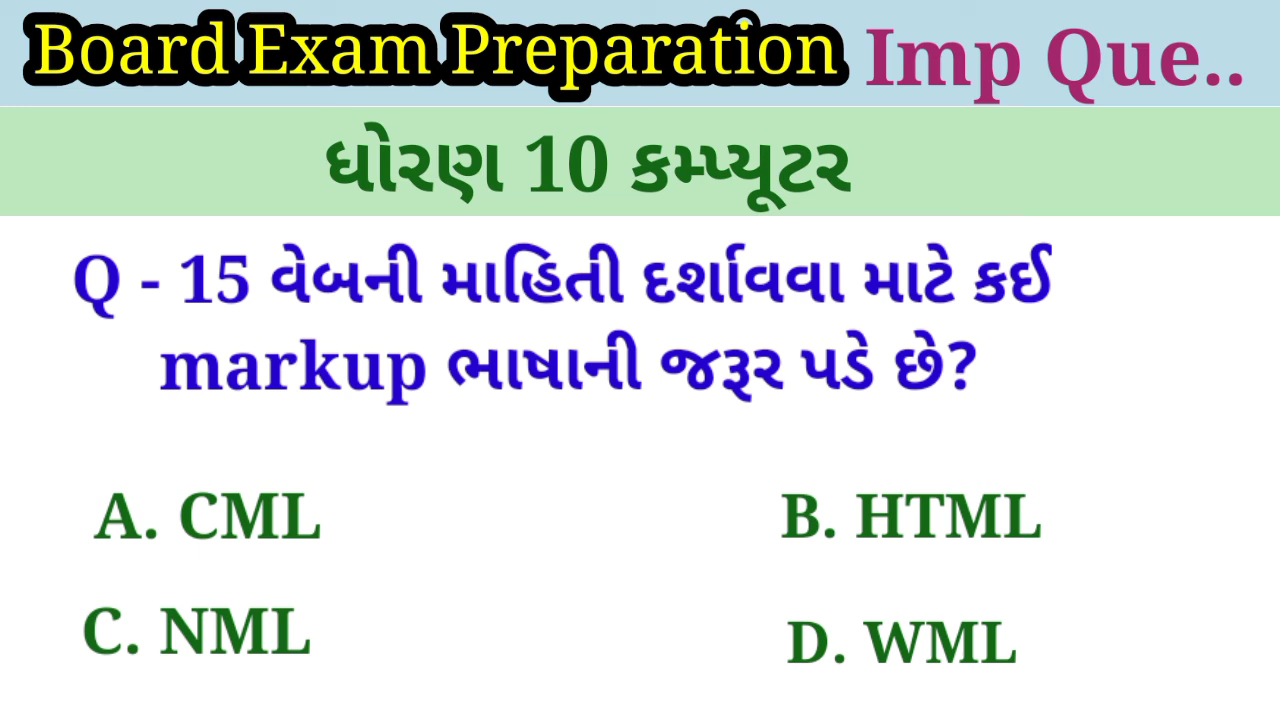 Board Exam Preparation Imp Que..
ધોરણ 10 કમ્પ્યૂટર
Q - 15 વેબની માહિતી દર્શાવવા માટે કઈ
markup ભાષાની જરૂર પડે છે?
A. CML B. HTML
C. NML D. WML